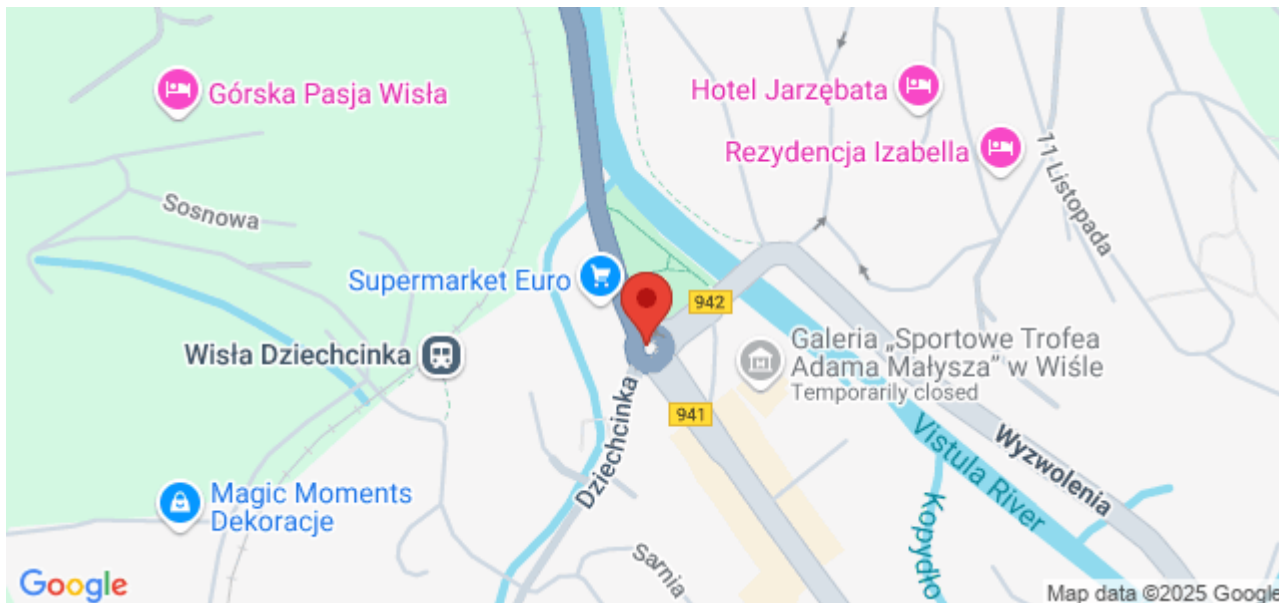 Górska Pasja Wisła
Hotel Jarzębata
Rezydencja Izabella
11 Listopada
Sosnowa
Supermarket Euro
942
Wisła Dziechcinka
Galeria „Sportowe Trofea
Adama Małysza” w Wiśle
Temporarily closed
941
Dziechcinka
Vistula River
Wyzwolenia
Magic Moments
Dekoracje
Kopydło
Sarnia
Google
Map data ©2025 Google